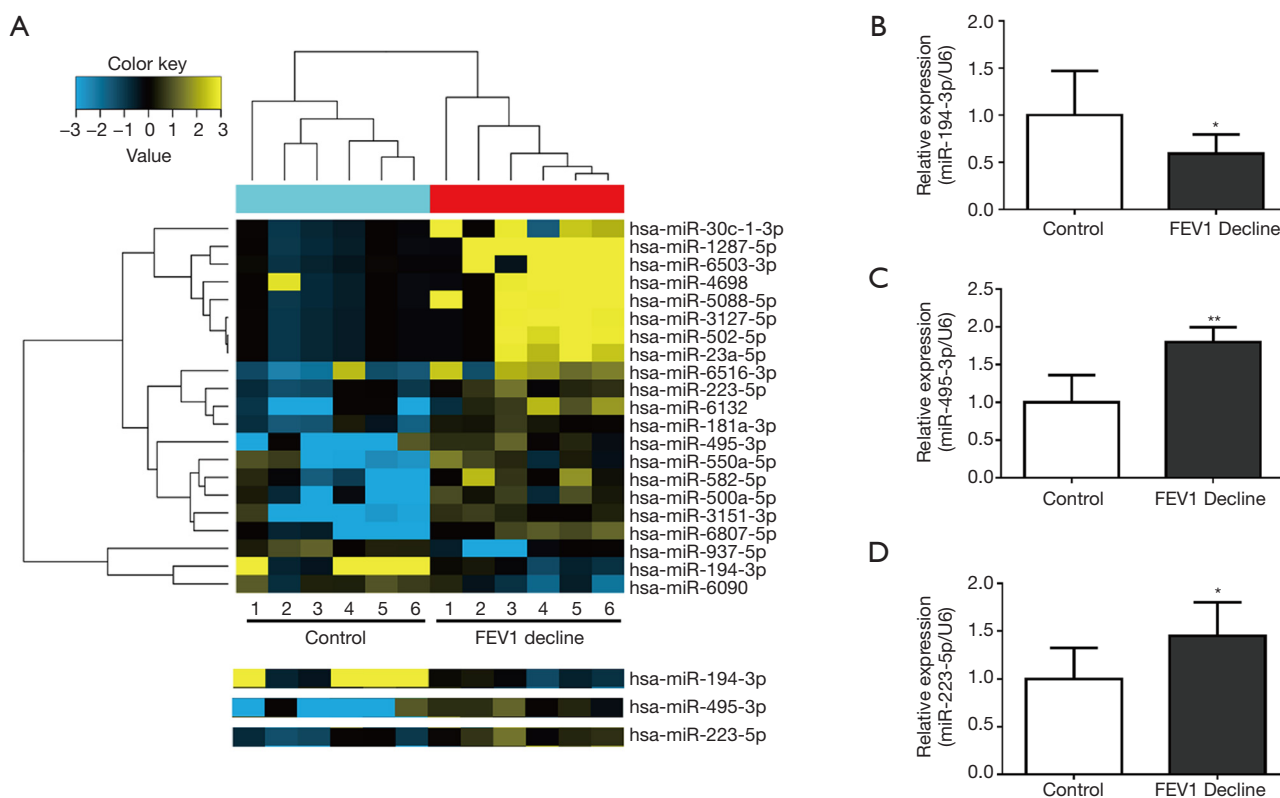 A
Color key
−3 −2 −1 0 1 2 3
Value
hsa-miR-30c-1-3p
hsa-miR-1287-5p
hsa-miR-6503-3p
hsa-miR-4698
hsa-miR-5088-5p
hsa-miR-3127-5p
hsa-miR-502-5p
hsa-miR-23a-5p
hsa-miR-6516-3p
hsa-miR-223-5p
hsa-miR-6132
hsa-miR-181a-3p
hsa-miR-495-3p
hsa-miR-550a-5p
hsa-miR-582-5p
hsa-miR-500a-5p
hsa-miR-3151-3p
hsa-miR-6807-5p
hsa-miR-937-5p
hsa-miR-194-3p
hsa-miR-6090
1 2 3 4 5 6 1 2 3 4 5 6
Control FEV1 decline
hsa-miR-194-3p
hsa-miR-495-3p
hsa-miR-223-5p
B
Relative expression
(miR-194-3p/U6)
2.0
1.5
1.0
0.5
0.0
*
Control FEV1 Decline
C
Relative expression
(miR-495-3p/U6)
2.5
2.0
1.5
1.0
0.5
0.0
**
Control FEV1 Decline
D
Relative expression
(miR-223-5p/U6)
2.0
1.5
1.0
0.5
0.0
*
Control FEV1 Decline